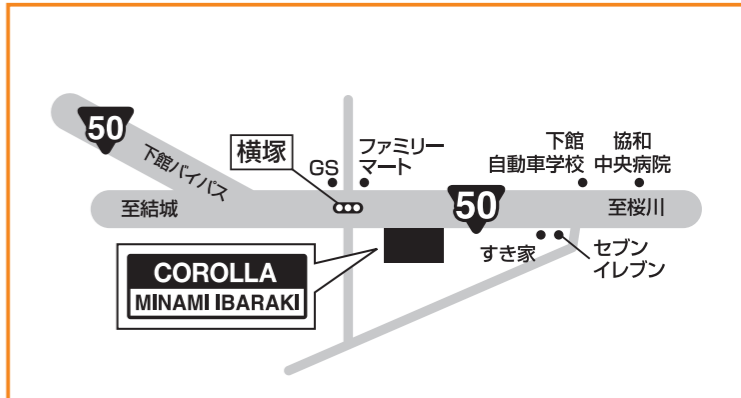 50
下館バイパス
横塚
GS
ファミリー
マート
下館
自動車学校
協和
中央病院
至結城
50
至桜川
COROLLA
MINAMI IBARAKI
すき家
セブン
イレブン